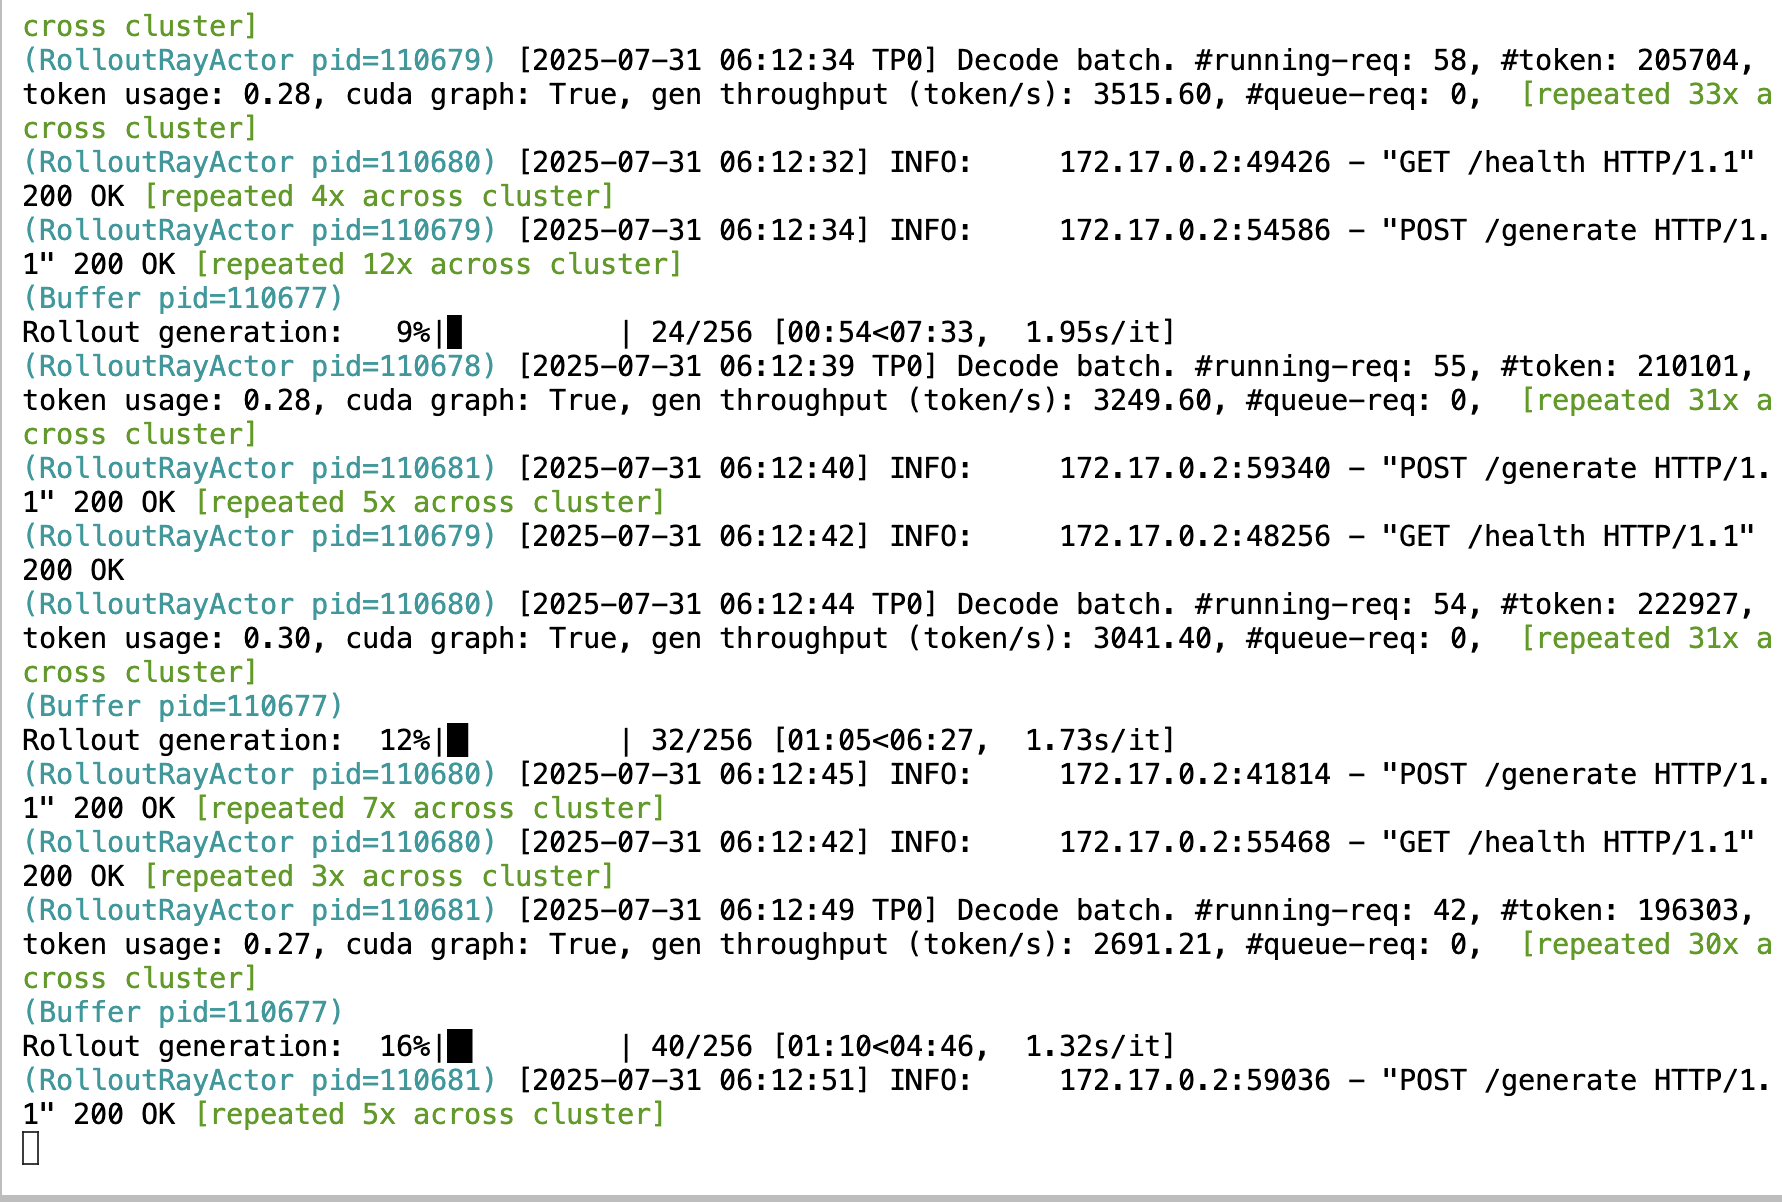 cross cluster]
(RolloutRayActor pid=110679) [2025-07-31 06:12:34 TP0] Decode batch. #running-req: 58, #token: 205704,
token usage: 0.28, cuda graph: True, gen throughput (token/s): 3515.60, #queue-req: 0,  [repeated 33x a
cross cluster]
(RolloutRayActor pid=110680) [2025-07-31 06:12:32] INFO:     172.17.0.2:49426 - "GET /health HTTP/1.1"
200 OK [repeated 4x across cluster]
(RolloutRayActor pid=110679) [2025-07-31 06:12:34] INFO:     172.17.0.2:54586 - "POST /generate HTTP/1.
1" 200 OK [repeated 12x across cluster]
(Buffer pid=110677)
Rollout generation:   9%|█         | 24/256 [00:54<07:33,  1.95s/it]
(RolloutRayActor pid=110678) [2025-07-31 06:12:39 TP0] Decode batch. #running-req: 55, #token: 210101,
token usage: 0.28, cuda graph: True, gen throughput (token/s): 3249.60, #queue-req: 0,  [repeated 31x a
cross cluster]
(RolloutRayActor pid=110681) [2025-07-31 06:12:40] INFO:     172.17.0.2:59340 - "POST /generate HTTP/1.
1" 200 OK [repeated 5x across cluster]
(RolloutRayActor pid=110679) [2025-07-31 06:12:42] INFO:     172.17.0.2:48256 - "GET /health HTTP/1.1"
200 OK
(RolloutRayActor pid=110680) [2025-07-31 06:12:44 TP0] Decode batch. #running-req: 54, #token: 222927,
token usage: 0.30, cuda graph: True, gen throughput (token/s): 3041.40, #queue-req: 0,  [repeated 31x a
cross cluster]
(Buffer pid=110677)
Rollout generation:  12%|█▎        | 32/256 [01:05<06:27,  1.73s/it]
(RolloutRayActor pid=110680) [2025-07-31 06:12:45] INFO:     172.17.0.2:41814 - "POST /generate HTTP/1.
1" 200 OK [repeated 7x across cluster]
(RolloutRayActor pid=110680) [2025-07-31 06:12:42] INFO:     172.17.0.2:55468 - "GET /health HTTP/1.1"
200 OK [repeated 3x across cluster]
(RolloutRayActor pid=110681) [2025-07-31 06:12:49 TP0] Decode batch. #running-req: 42, #token: 196303,
token usage: 0.27, cuda graph: True, gen throughput (token/s): 2691.21, #queue-req: 0,  [repeated 30x a
cross cluster]
(Buffer pid=110677)
Rollout generation:  16%|█▌        | 40/256 [01:10<04:46,  1.32s/it]
(RolloutRayActor pid=110681) [2025-07-31 06:12:51] INFO:     172.17.0.2:59036 - "POST /generate HTTP/1.
1" 200 OK [repeated 5x across cluster]